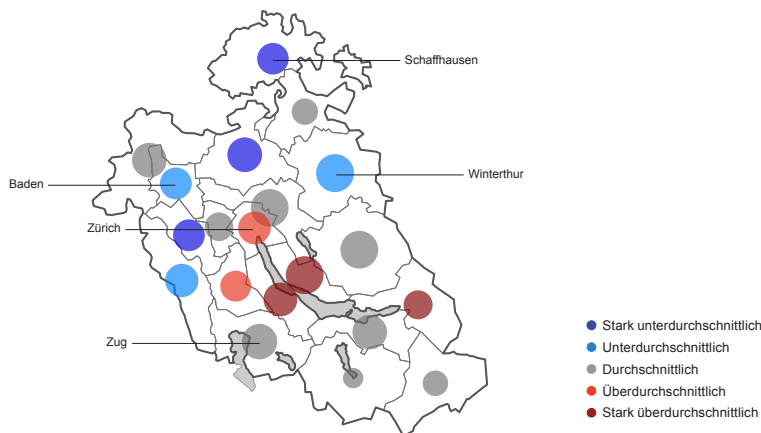 Schaffhausen
Winterthur
Baden
Zürich
Zug
Stark unterdurchschnittlich
Unterdurchschnittlich
Durchschnittlich
Überdurchschnittlich
Stark überdurchschnittlich